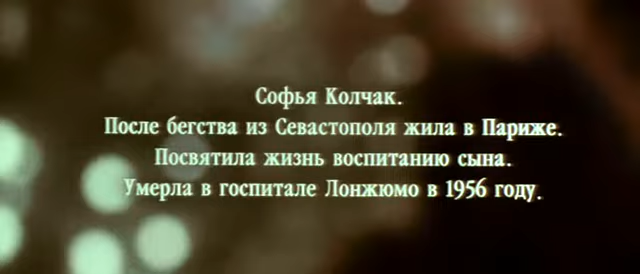 Софья Колчак.
После бегства из Севастополя жила в Париже.
Посвятила жизнь воспитанию сына.
Умерла в госпитале Лонжюмо в 1956 году.